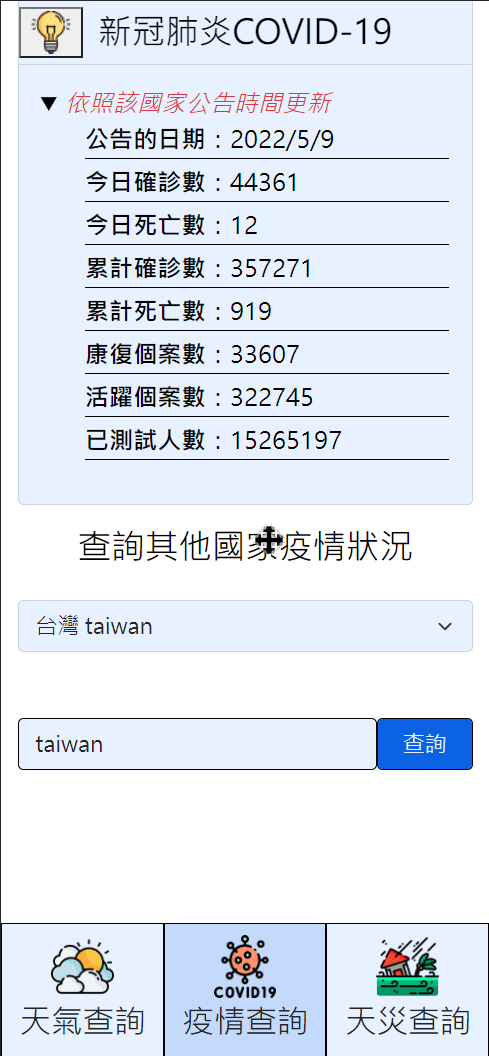 新冠肺炎COVID-19
▼ 依照該國家公告時間更新
公告的日期：2022/5/9
今日確診數：44361
今日死亡數：12
累計確診數：357271
累計死亡數：919
康復個案數：33607
活躍個案數：322745
已測試人數：15265197
查詢其他國家疫情狀況
台灣 taiwan
taiwan
查詢
COVID19
天氣查詢
疫情查詢
天災查詢